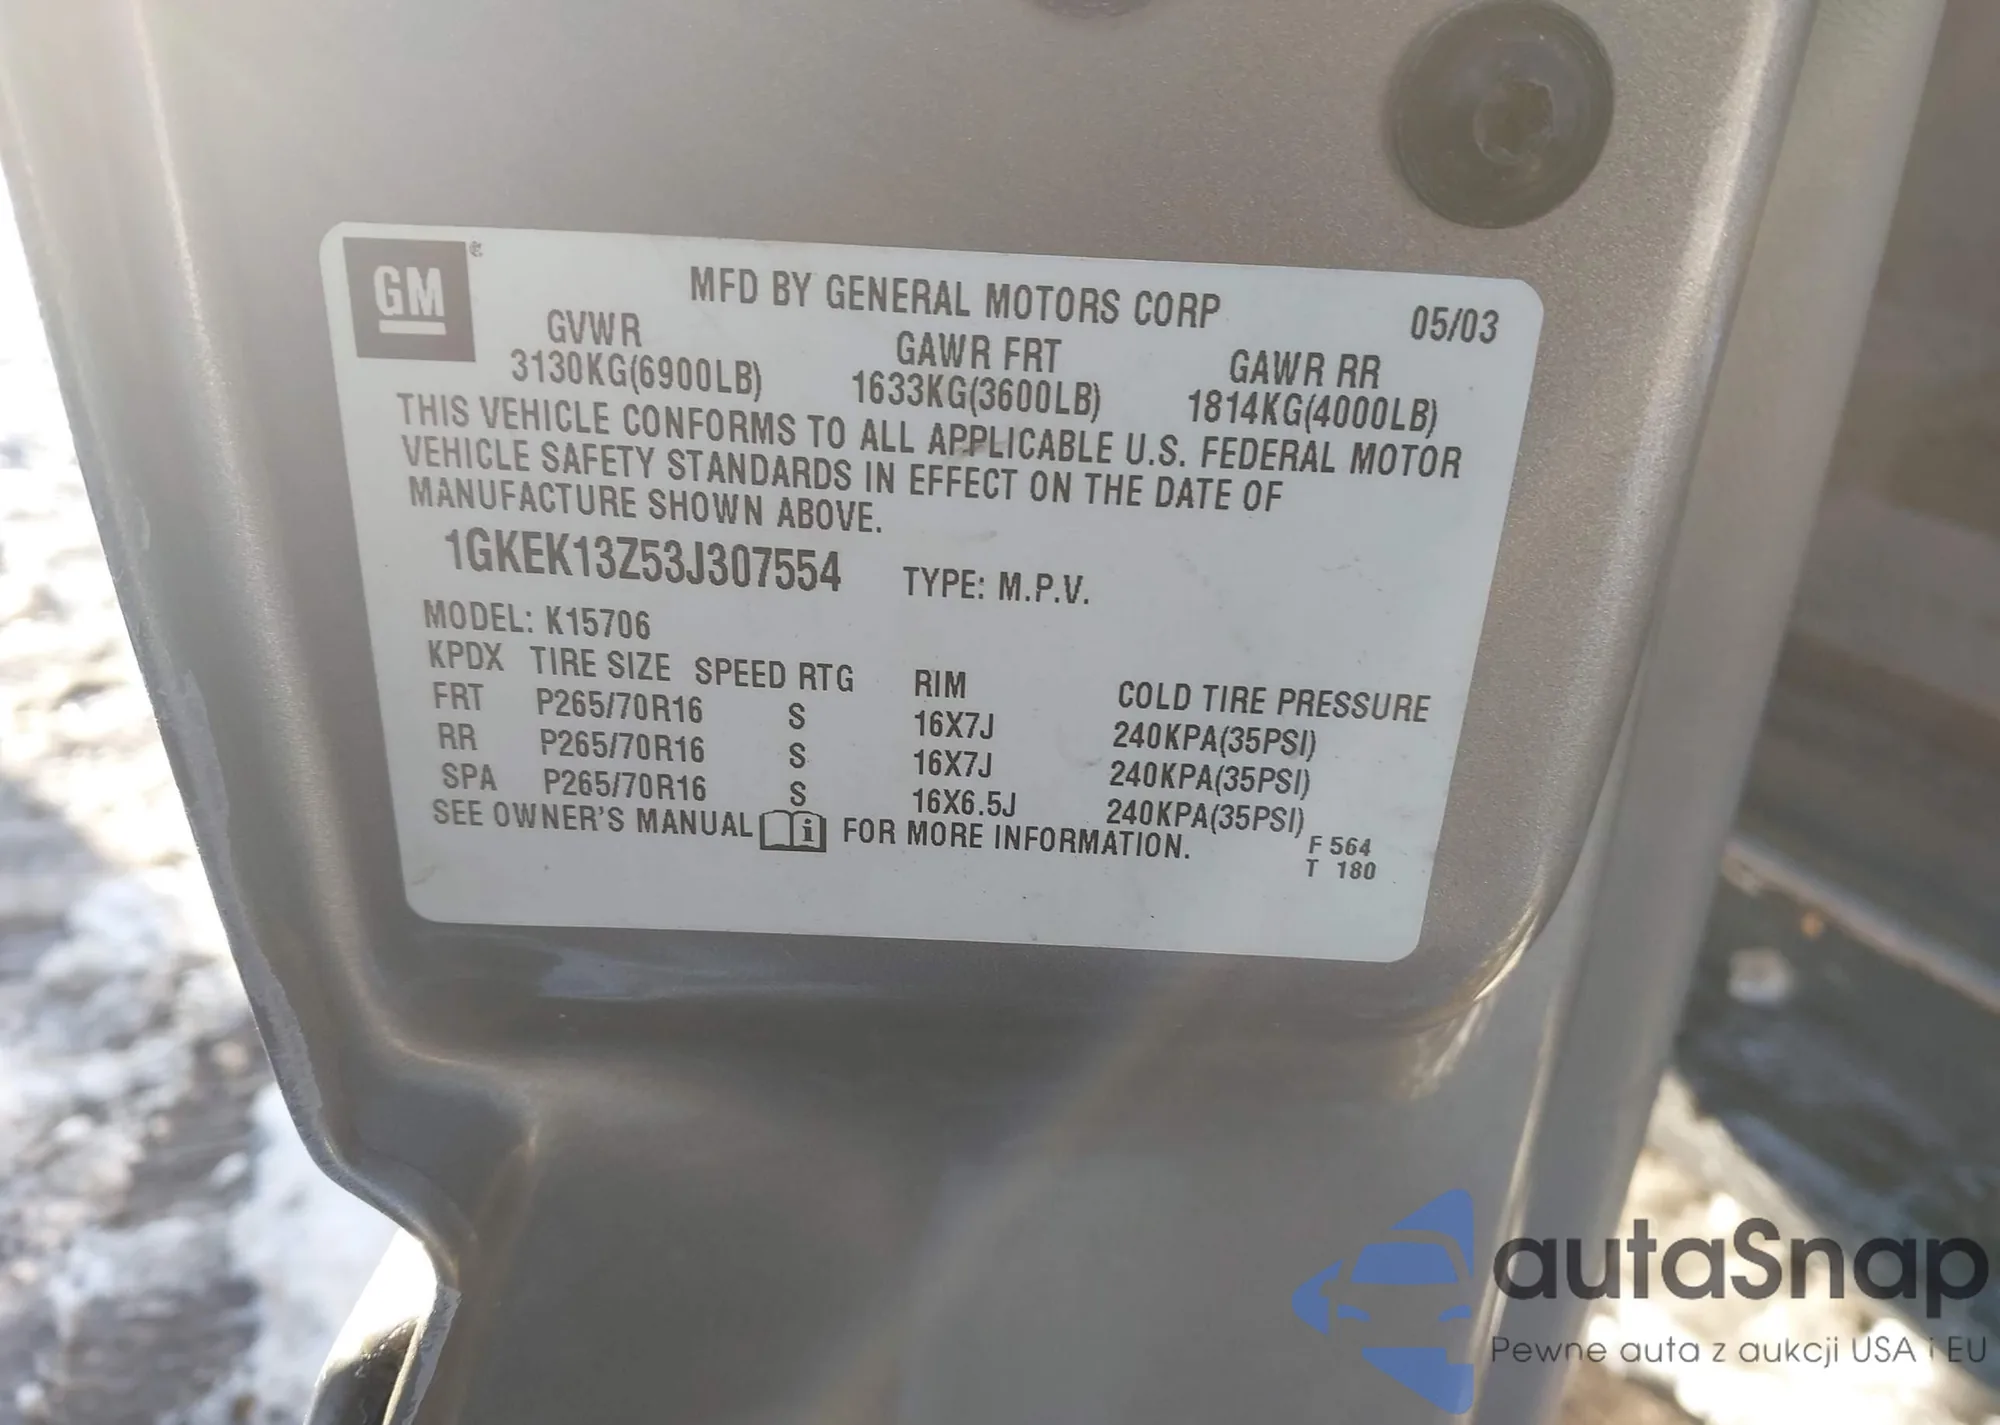 GM
MFD BY GENERAL MOTORS CORP 05/03
GVWR GAWR FRT GAWR RR
3130KG(6900LB) 1633KG(3600LB) 1814KG(4000LB)
THIS VEHICLE CONFORMS TO ALL APPLICABLE U.S. FEDERAL MOTOR
VEHICLE SAFETY STANDARDS IN EFFECT ON THE DATE OF
MANUFACTURE SHOWN ABOVE.
1GKEK13Z53J307554 TYPE: M.P.V.
MODEL: K15706
KPDX TIRE SIZE SPEED RTG RIM COLD TIRE PRESSURE
FRT P265/70R16 S 16X7J 240KPA(35PSI)
RR P265/70R16 S 16X7J 240KPA(35PSI)
SPA P265/70R16 S 16X6.5J 240KPA(35PSI)
SEE OWNER'S MANUAL i FOR MORE INFORMATION.
F 564
T 180
autaSnap
Pewne auta z aukcji USA i EU